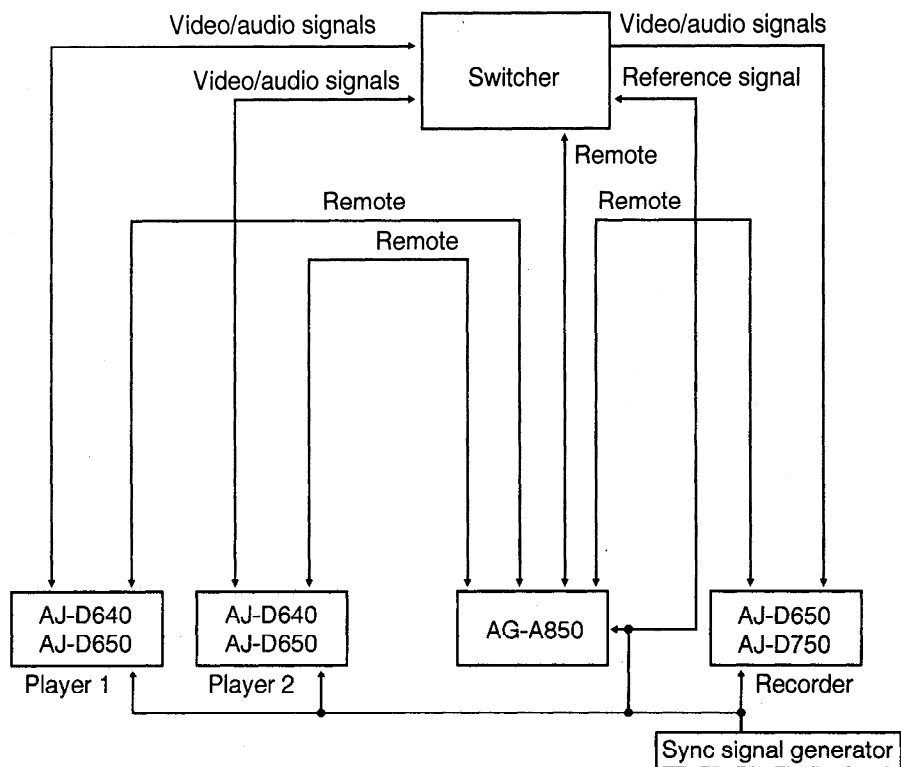 Video/audio signals
Video/audio signals
Switcher
Video/audio signals
Reference signal
Remote
Remote
Remote
Remote
AJ-D640
AJ-D650
Player 1
AJ-D640
AJ-D650
Player 2
AG-A850
AJ-D650
AJ-D750
Recorder
Sync signal generator